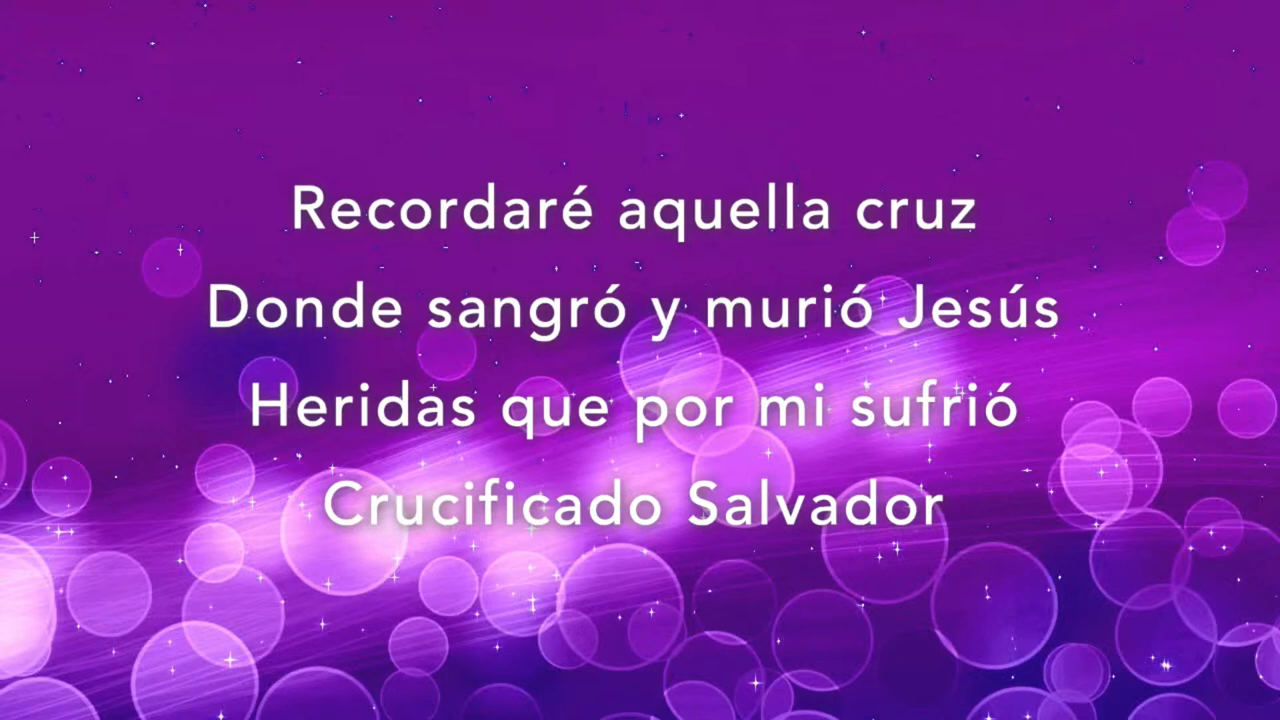 Recordaré aquella cruz
Donde sangró y murió Jesús
Heridas que por mi sufrió
Crucificado Salvador